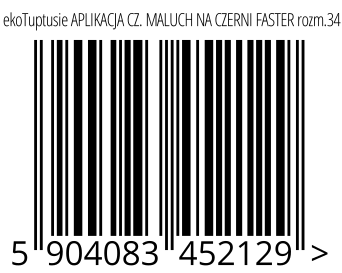 ekoTuptusie APLIKACJA CZ. MALUCH NA CZERNI FASTER rozm.34
5 904083 452129 >